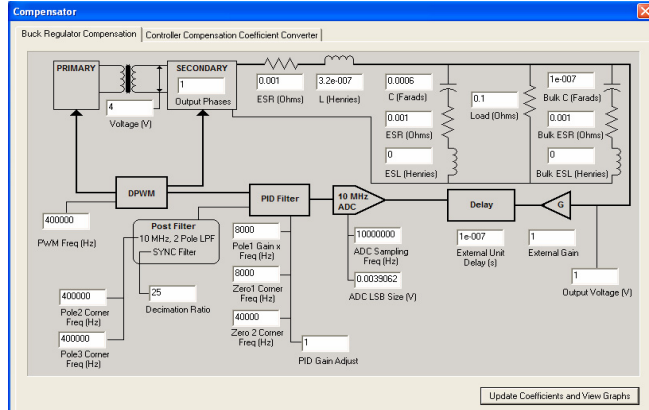 Compensator
Buck Regulator Compensation
Controller Compensation Coefficient Converter
PRIMARY
SECONDARY
1
Output Phases
4
Voltage (V)
0.001
ESR (Ohms)
3.2e-007
L (Henries)
0.0006
C (Farads)
0.001
ESR (Ohms)
0
ESL (Henries)
0.1
Load (Ohms)
1e-007
Bulk C (Farads)
0.001
Bulk ESR (Ohms)
0
Bulk ESL (Henries)
DPWM
PID Filter
10 MHz
ADC
Delay
G
400000
PWM Freq (Hz)
Post Filter
10 MHz, 2 Pole LPF
SYNC Filter
400000
Pole2 Corner
Freq (Hz)
400000
Pole3 Corner
Freq (Hz)
25
Decimation Ratio
8000
Pole1 Gain x
Freq (Hz)
8000
Zero1 Corner
Freq (Hz)
40000
Zero 2 Corner
Freq (Hz)
1
PID Gain Adjust
10000000
ADC Sampling
Freq (Hz)
0.0039062
ADC LSB Size (V)
1e-007
External Unit
Delay (s)
1
External Gain
1
Output Voltage (V)
Update Coefficients and View Graphs